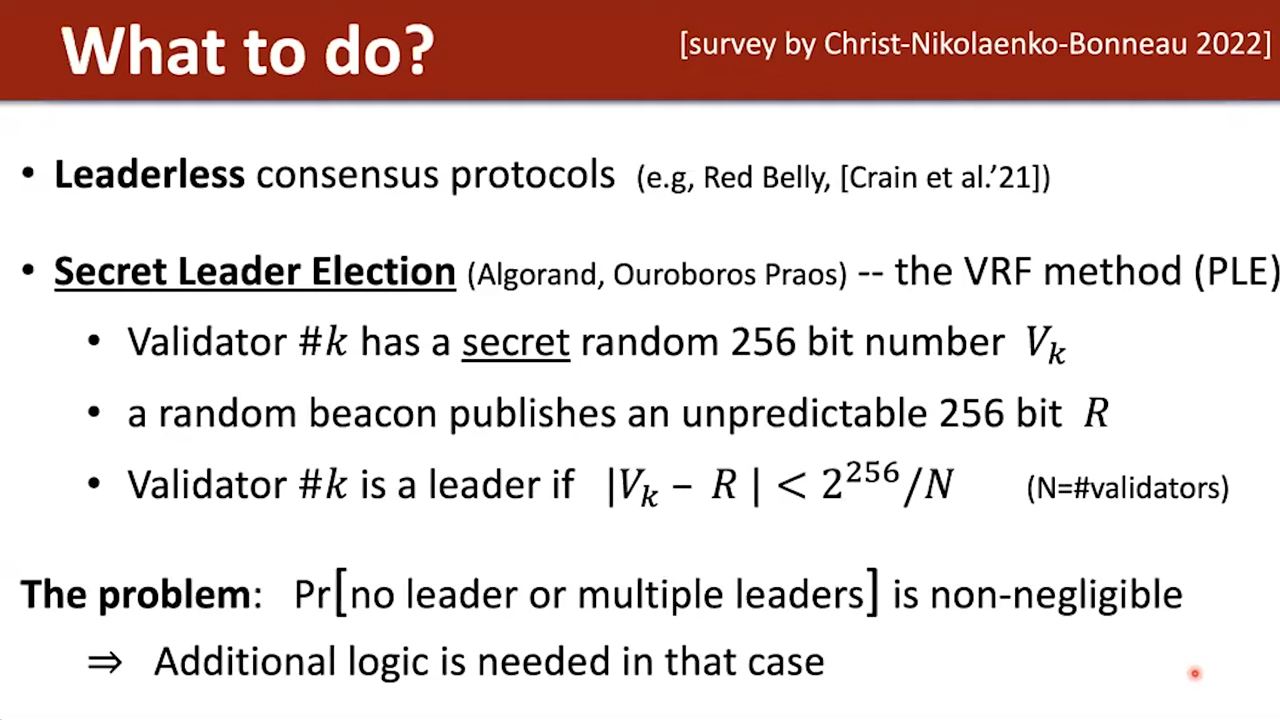 What to do?
[survey by Christ-Nikolaenko-Bonneau 2022]
• Leaderless consensus protocols (e.g, Red Belly, [Crain et al.’21])
• Secret Leader Election (Algorand, Ouroboros Praos) -- the VRF method (PLE)
• Validator #k has a secret random 256 bit number V_k
• a random beacon publishes an unpredictable 256 bit R
• Validator #k is a leader if |V_k − R | < 2^256/N (N=#validators)
The problem: Pr[no leader or multiple leaders] is non-negligible
⇒ Additional logic is needed in that case